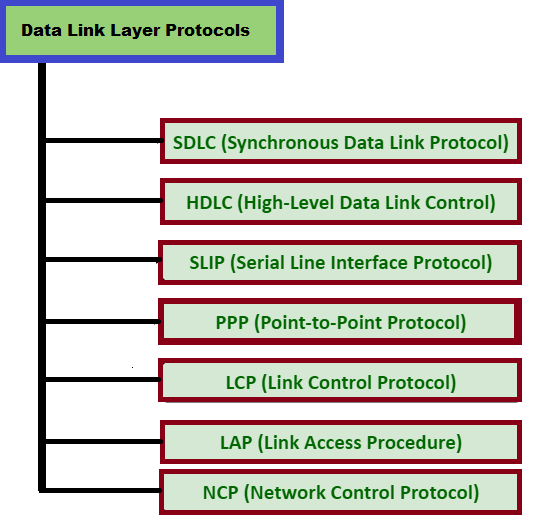 Data Link Layer Protocols
SDLC (Synchronous Data Link Protocol)
HDLC (High-Level Data Link Control)
SLIP (Serial Line Interface Protocol)
PPP (Point-to-Point Protocol)
LCP (Link Control Protocol)
LAP (Link Access Procedure)
NCP (Network Control Protocol)